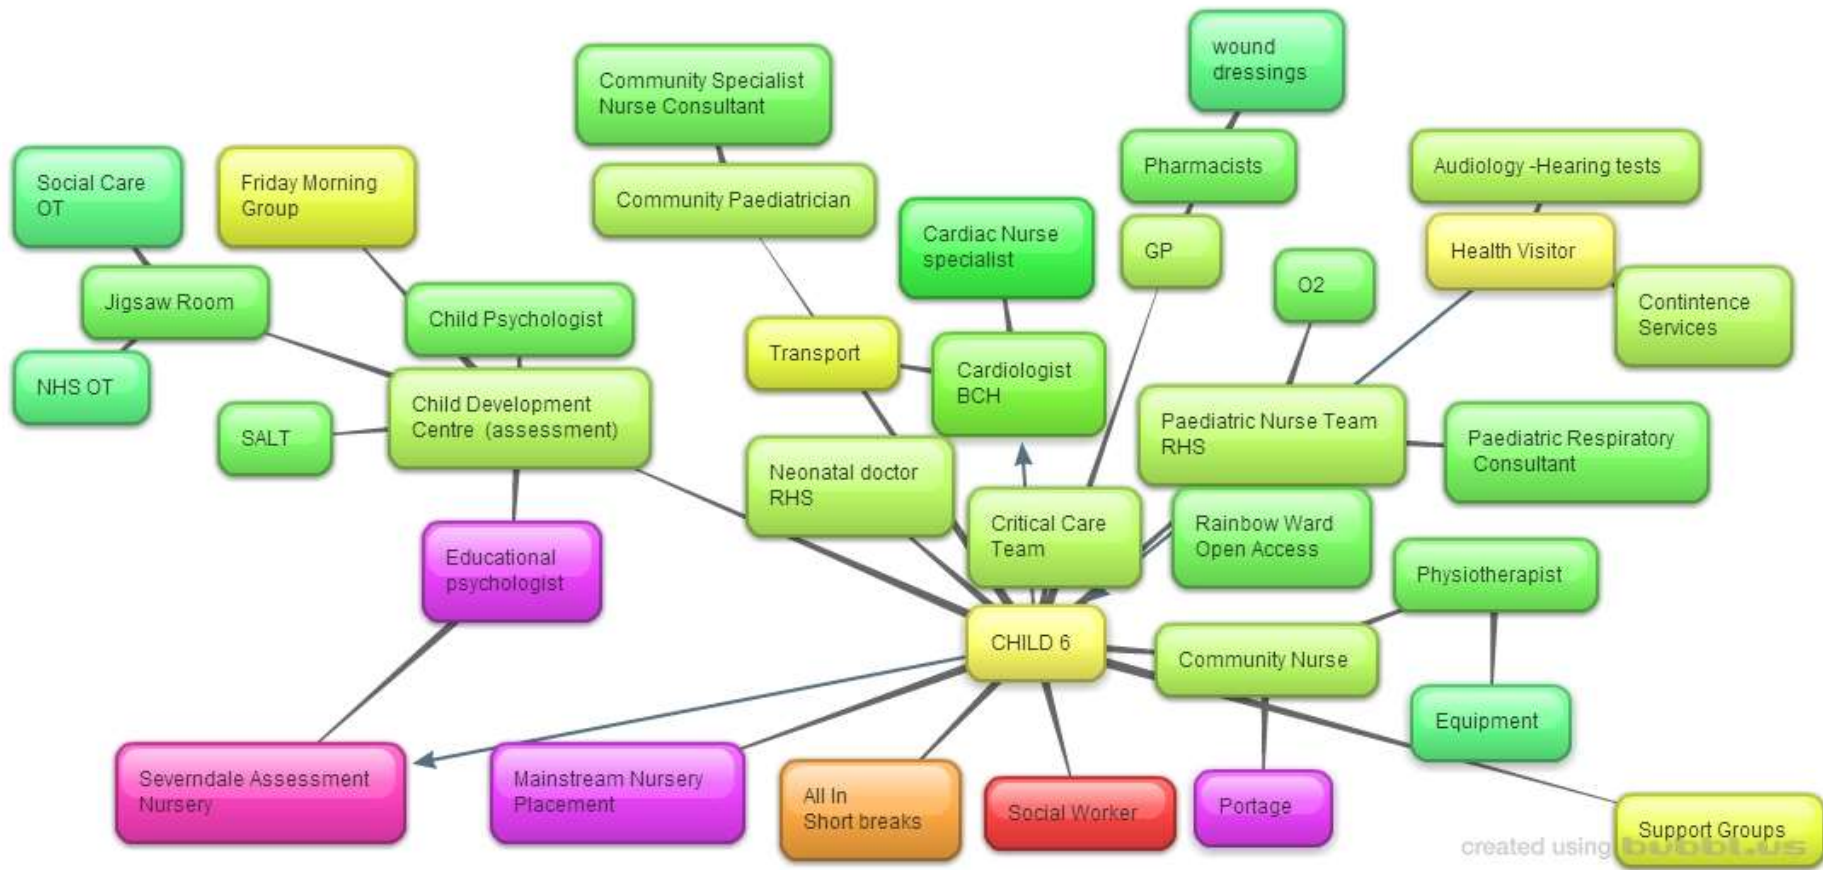 wound
dressings
Community Specialist
Nurse Consultant
Pharmacists
Audiology -Hearing tests
Social Care
OT
Friday Morning
Group
Community Paediatrician
Cardiac Nurse
specialist
GP
Health Visitor
O2
Jigsaw Room
Child Psychologist
Contintence
Services
Transport
Cardiologist
BCH
NHS OT
Child Development
Centre (assessment)
SALT
Paediatric Nurse Team
RHS
Paediatric Respiratory
Consultant
Neonatal doctor
RHS
Critical Care
Team
Rainbow Ward
Open Access
Educational
psychologist
Physiotherapist
CHILD 6
Community Nurse
Equipment
Severndale Assessment
Nursery
Mainstream Nursery
Placement
All In
Short breaks
Social Worker
Portage
Support Groups
created using bubbl.us